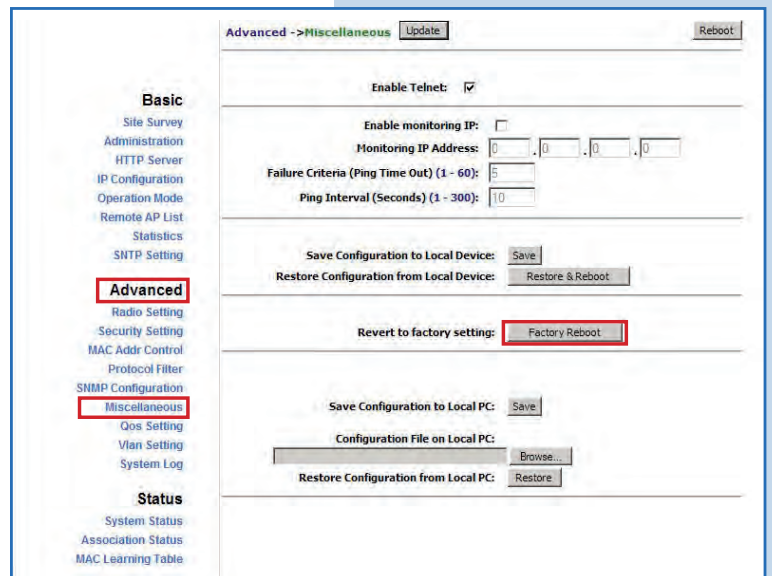 Advanced ->Miscellaneous Update Reboot
Basic
Site Survey
Administration
HTTP Server
IP Configuration
Operation Mode
Remote AP List
Statistics
SNTP Setting
Advanced
Radio Setting
Security Setting
MAC Addr Control
Protocol Filter
SNMP Configuration
Miscellaneous
Qos Setting
Vlan Setting
System Log
Status
System Status
Association Status
MAC Learning Table
Enable Telnet:
Enable monitoring IP:
Monitoring IP Address: 0 . 0 . 0 . 0
Failure Criteria (Ping Time Out) (1 - 60): 5
Ping Interval (Seconds) (1 - 300): 10
Save Configuration to Local Device: Save
Restore Configuration from Local Device: Restore & Reboot
Revert to factory setting: Factory Reboot
Save Configuration to Local PC: Save
Configuration File on Local PC:
Browse...
Restore Configuration from Local PC: Restore